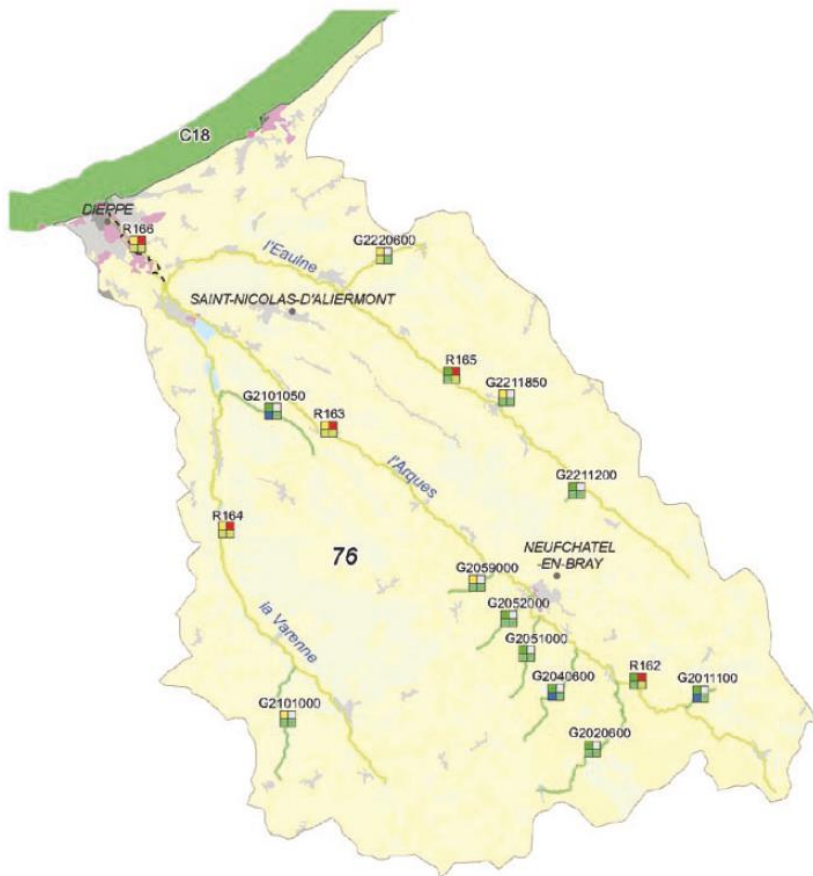 C18
DIEPPE
R166
G2220600
l'Eaulne
SAINT-NICOLAS-D'ALIERMONT
R165
G2211850
G2101050
R163
l'Arques
G2211200
R164
76
NEUFCHATEL
-EN-BRAY
G2059000
G2052000
la Varenne
G2051000
R162
G2040600
G2011100
G2101000
G2020600